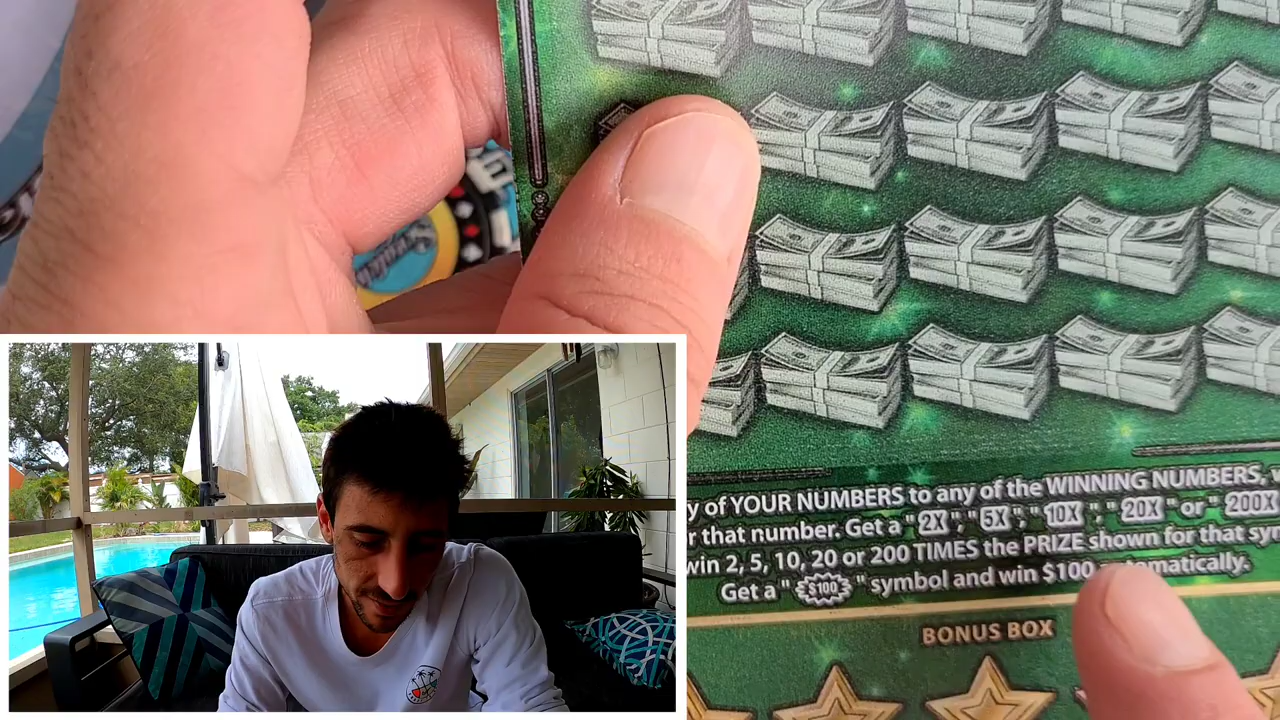 y of YOUR NUMBERS to any of the WINNING NUMBERS,
r that number. Get a " 2X ", " 5X ", " 10X ", " 20X " or " 200X
win 2, 5, 10, 20 or 200 TIMES the PRIZE shown for that sy
Get a " $100 " symbol and win $100 automatically.
BONUS BOX